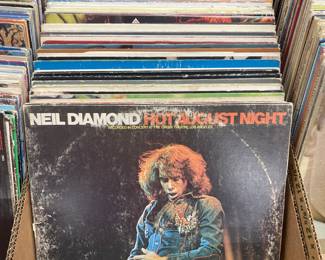 NEIL DIAMOND HOT AUGUST NIGHT
RECORDED IN CONCERT AT THE GREEK THEATRE, LOS ANGELES